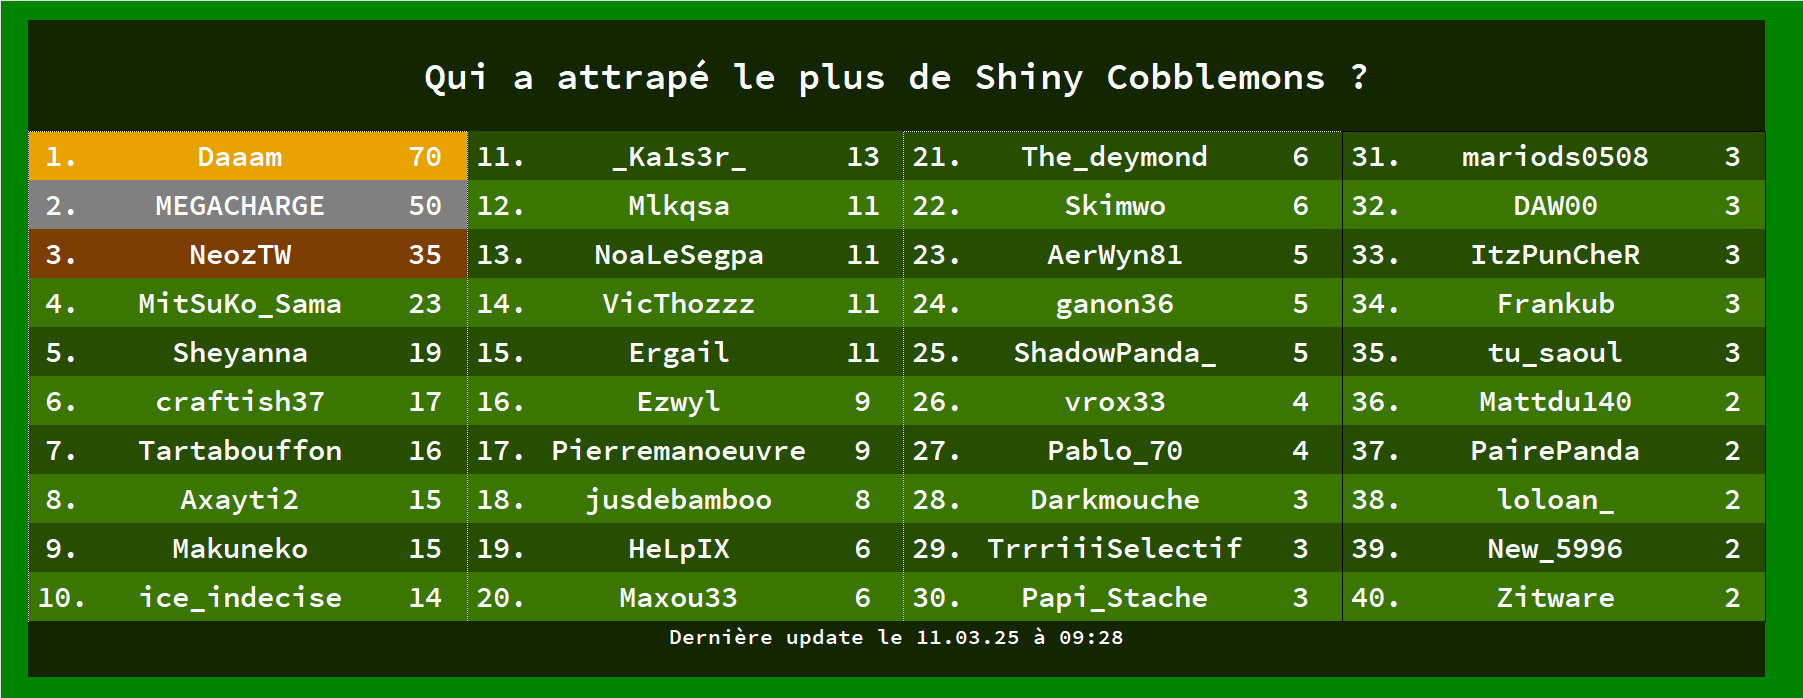 Qui a attrapé le plus de Shiny Cobblemons ?
1. Daaam 70 11. _Ka1s3r_ 13 21. The_deymond 6 31. mariods0508 3
2. MEGACHARGE 50 12. Mlkqsa 11 22. Skimwo 6 32. DAW00 3
3. NeozTW 35 13. NoaLeSegpa 11 23. AerWyn81 5 33. ItzPunCheR 3
4. MitSuKo_Sama 23 14. VicThozzz 11 24. ganon36 5 34. Frankub 3
5. Sheyanna 19 15. Ergail 11 25. ShadowPanda_ 5 35. tu_saoul 3
6. craftish37 17 16. Ezwyl 9 26. vrox33 4 36. Mattdu140 2
7. Tartabouffon 16 17. Pierremanoeuvre 9 27. Pablo_70 4 37. PairePanda 2
8. Axayti2 15 18. jusdebamboo 8 28. Darkmouche 3 38. loloan_ 2
9. Makuneko 15 19. HeLpIX 6 29. TrrriiiSelectif 3 39. New_5996 2
10. ice_indecise 14 20. Maxou33 6 30. Papi_Stache 3 40. Zitware 2
Dernière update le 11.03.25 à 09:28